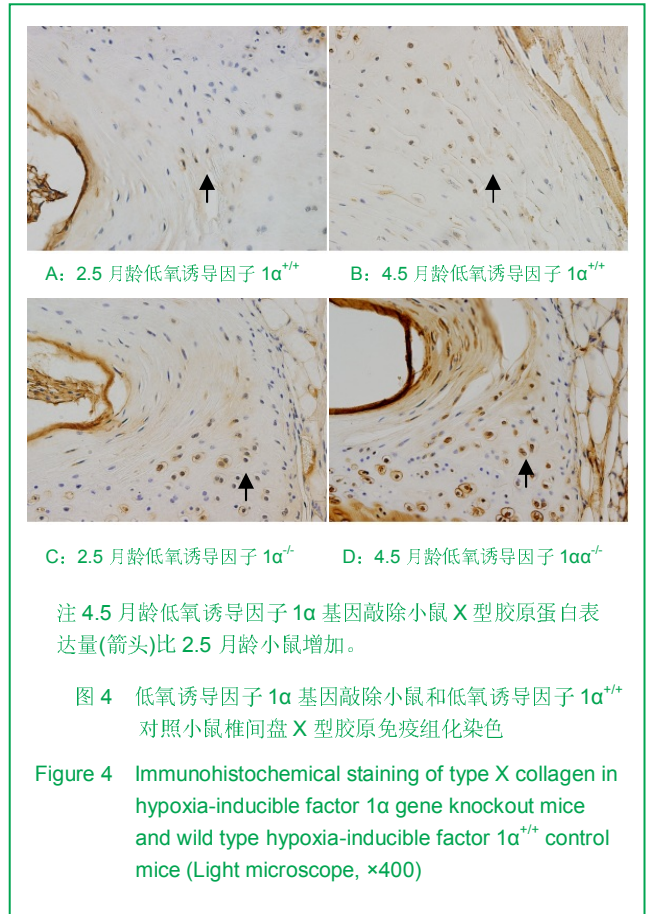 A：2.5 月龄低氧诱导因子 1α+/+
B：4.5 月龄低氧诱导因子 1α+/+
C：2.5 月龄低氧诱导因子 1α-/-
D：4.5 月龄低氧诱导因子 1αα-/-
注 4.5 月龄低氧诱导因子 1α 基因敲除小鼠 X 型胶原蛋白表
达量(箭头)比 2.5 月龄小鼠增加。
图 4 低氧诱导因子 1α 基因敲除小鼠和低氧诱导因子 1α+/+
对照小鼠椎间盘 X 型胶原免疫组化染色
Figure 4 Immunohistochemical staining of type X collagen in
hypoxia-inducible factor 1α gene knockout mice
and wild type hypoxia-inducible factor 1α+/+ control
mice (Light microscope, ×400)